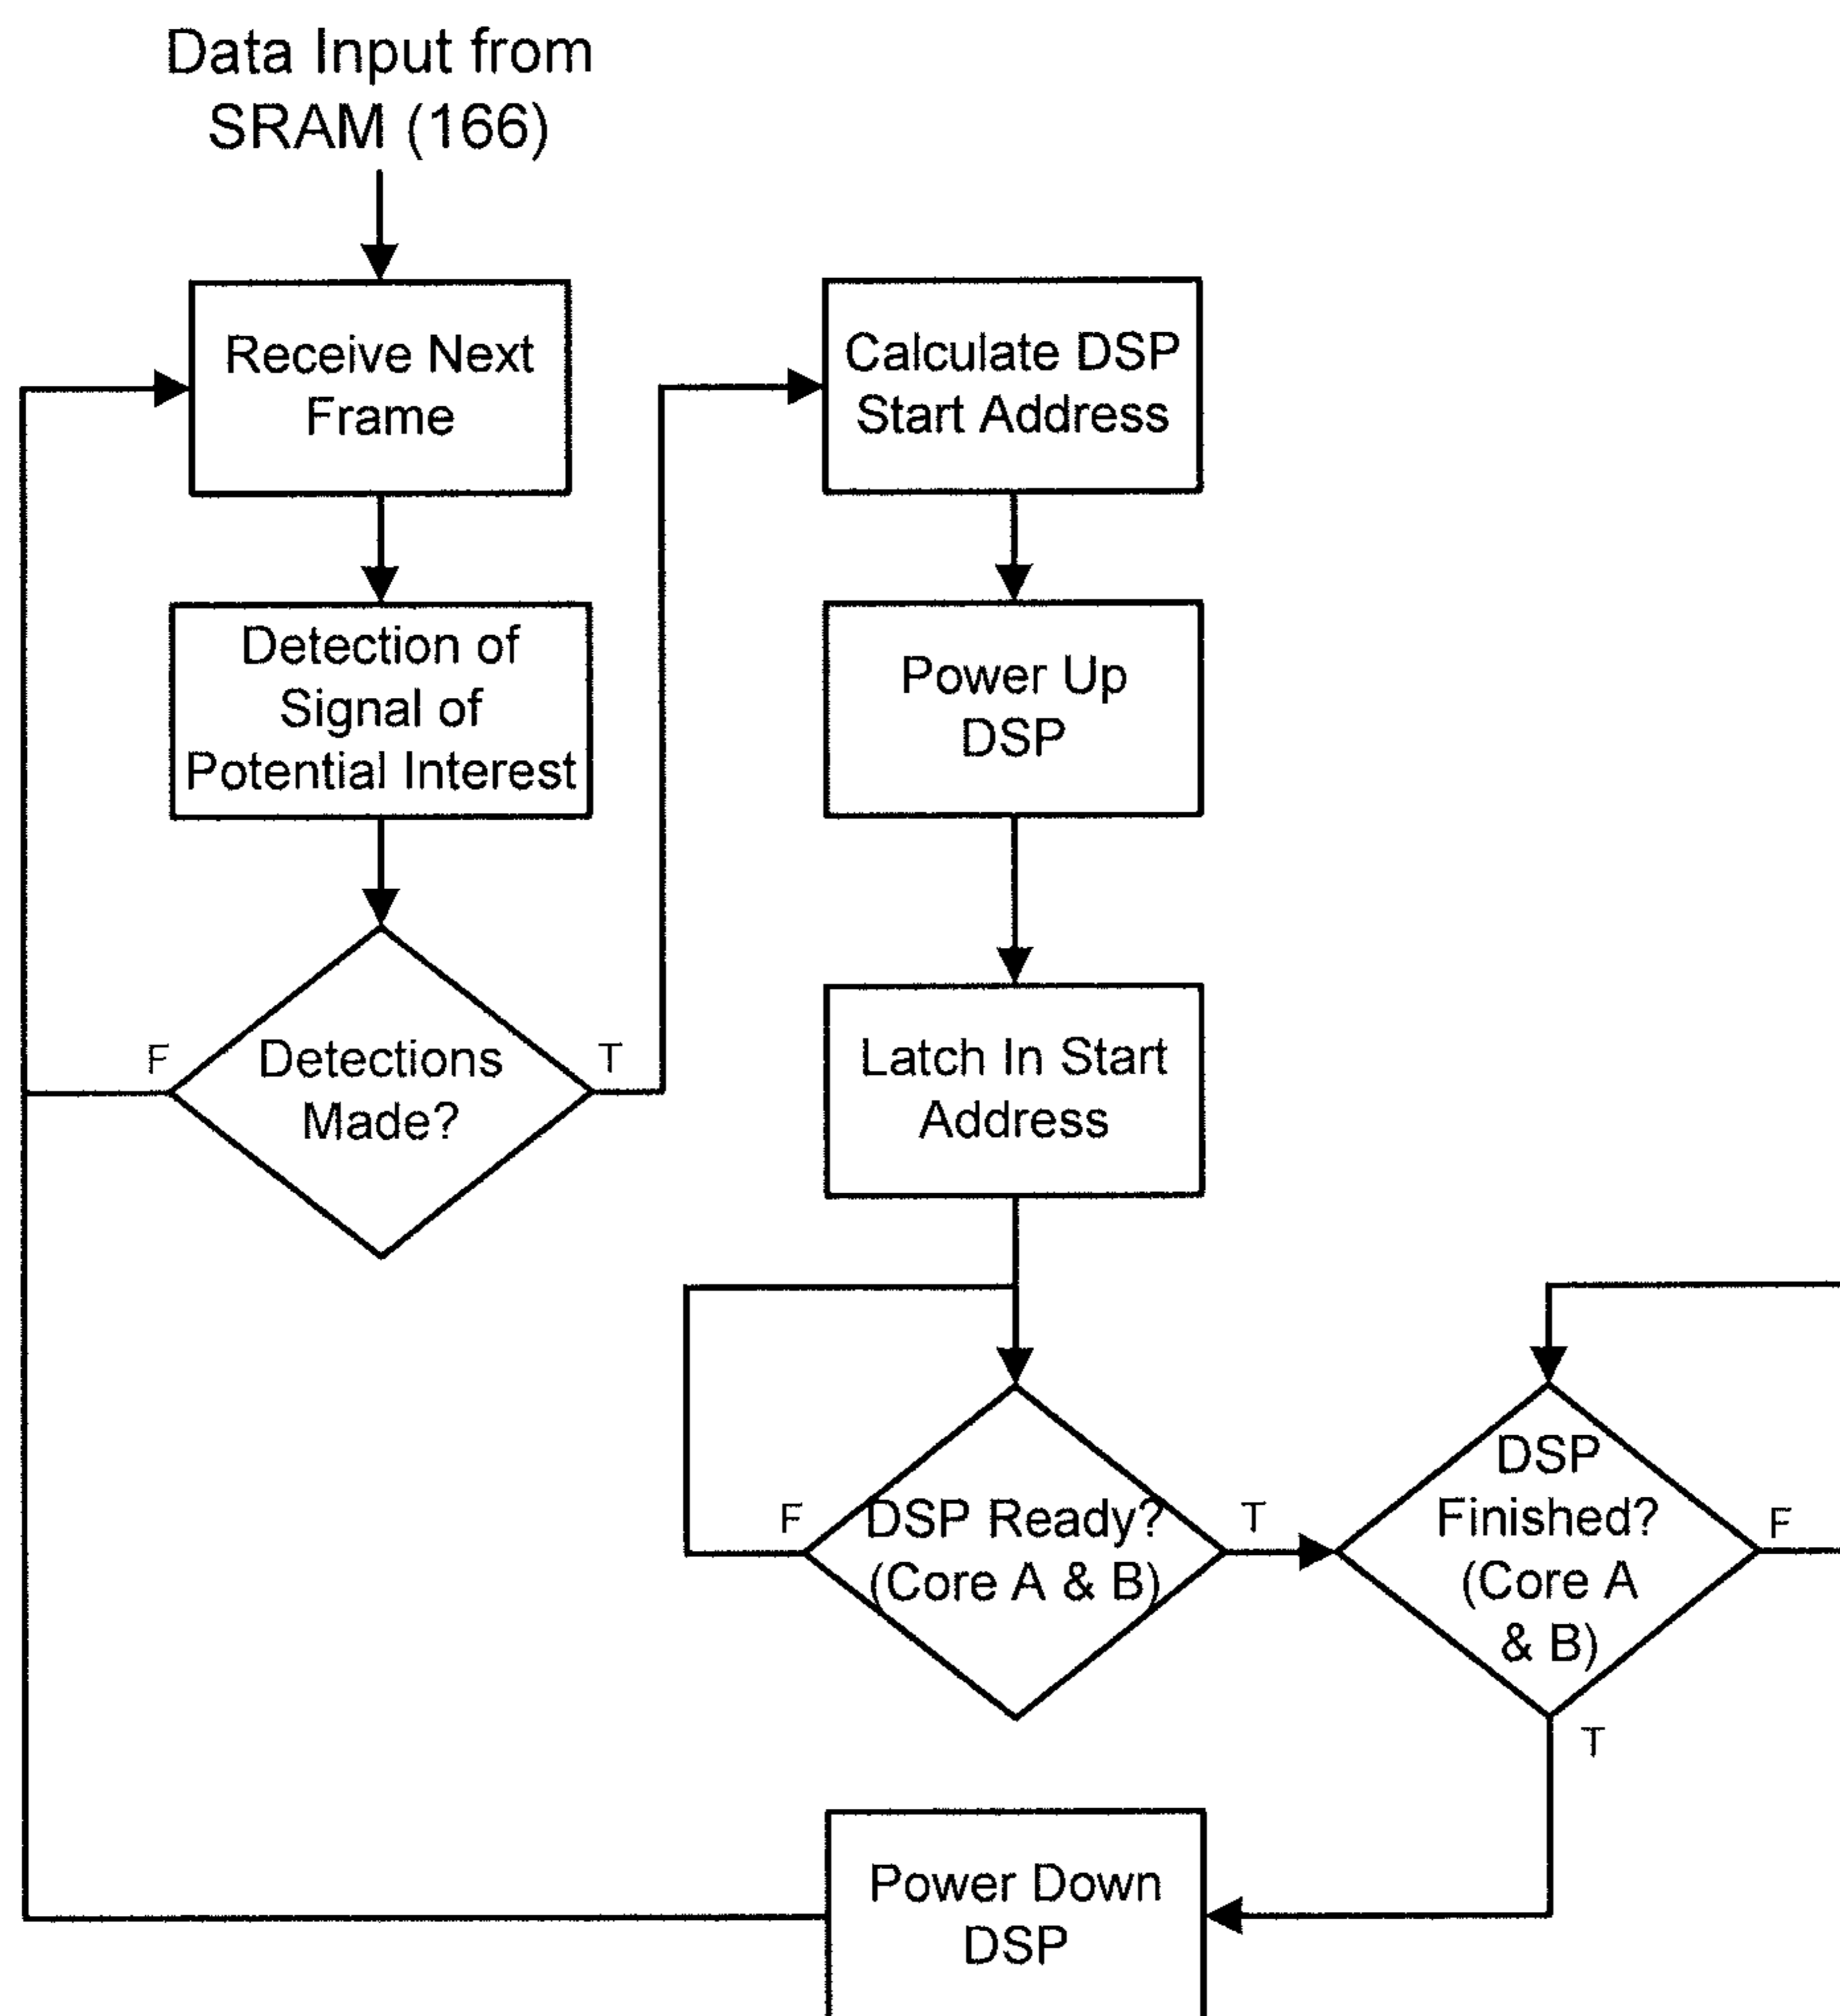 Data Input from
SRAM (166)
Receive Next
Frame
Detection of
Signal of
Potential Interest
F
Detections
Made?
T
Calculate DSP
Start Address
Power Up
DSP
Latch In Start
Address
F
DSP Ready?
(Core A & B)
T
DSP
Finished?
(Core A
& B)
F
T
Power Down
DSP